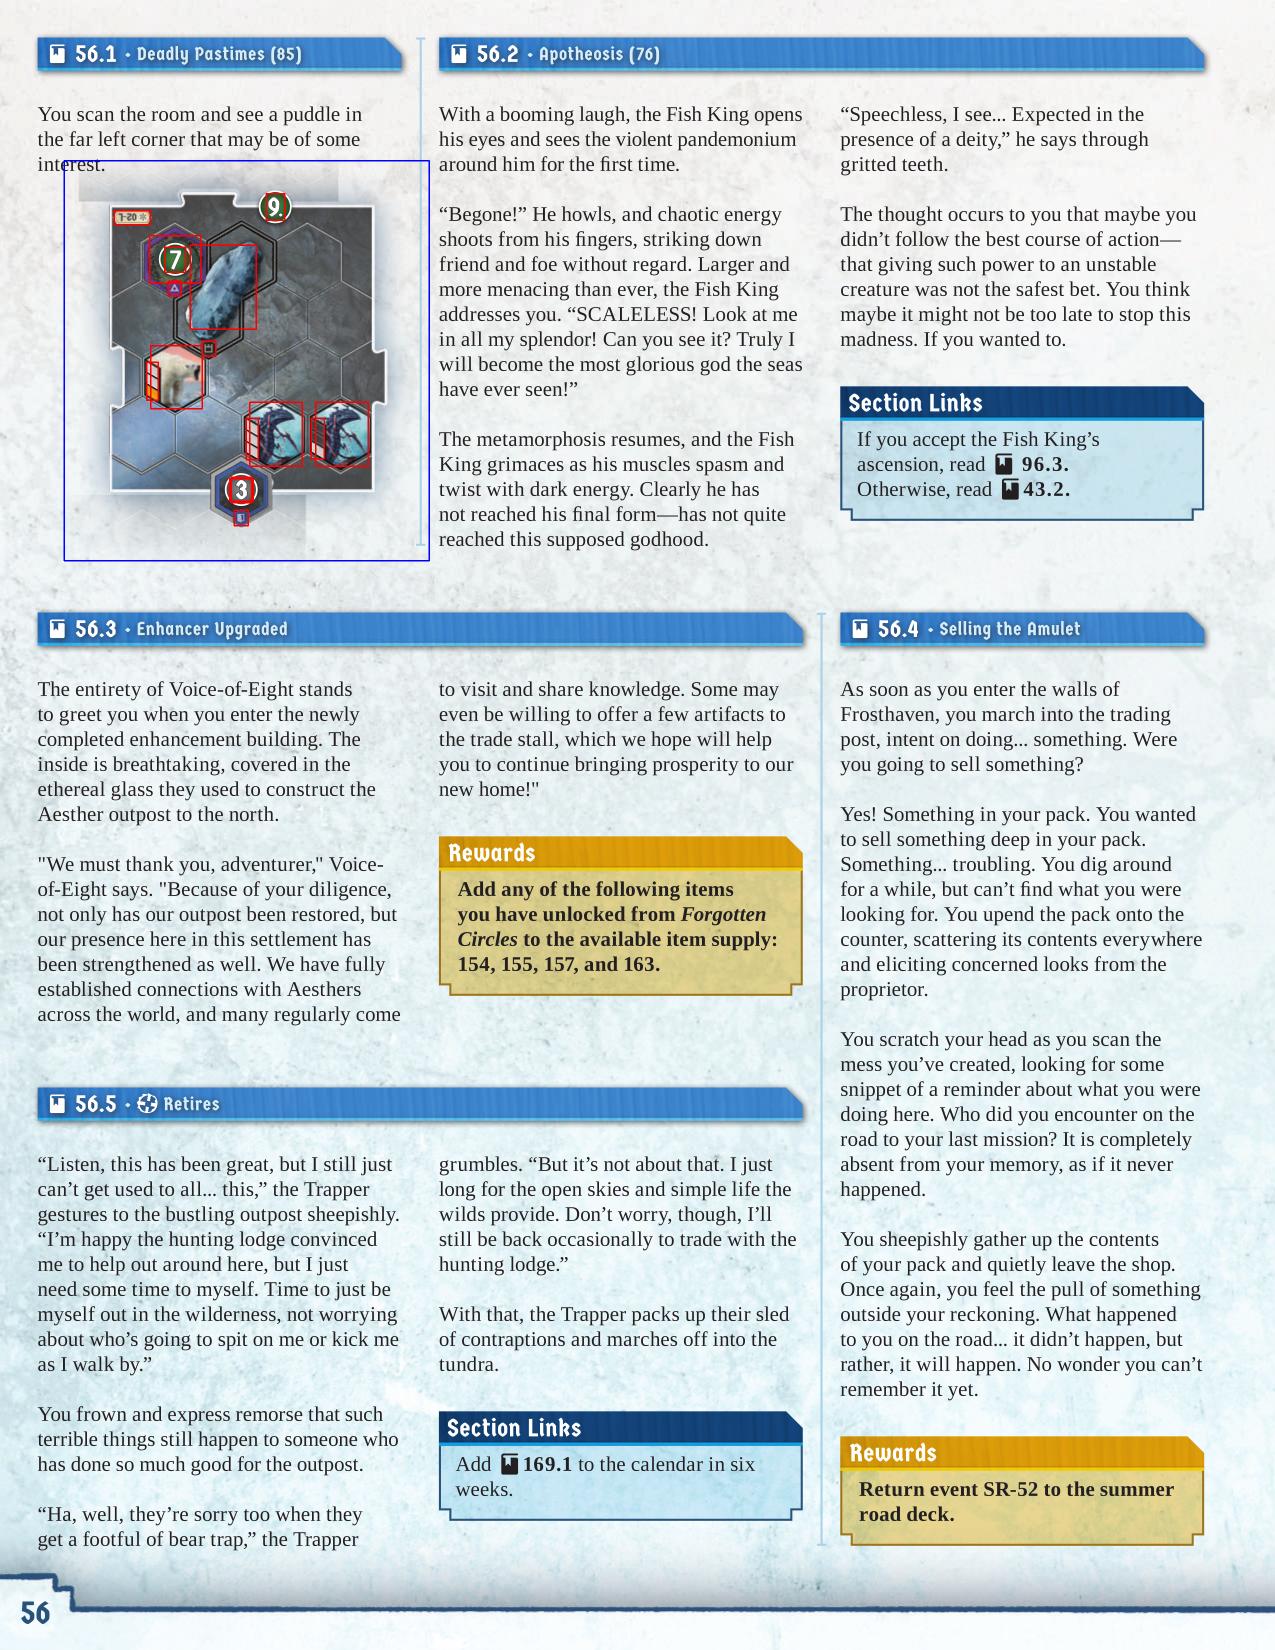 56.1 • Deadly Pastimes (85)
You scan the room and see a puddle in
the far left corner that may be of some
interest.
02-L
9
7
3
56.2 • Apotheosis (76)
With a booming laugh, the Fish King opens
his eyes and sees the violent pandemonium
around him for the first time.
“Begone!” He howls, and chaotic energy
shoots from his fingers, striking down
friend and foe without regard. Larger and
more menacing than ever, the Fish King
addresses you. “SCALELESS! Look at me
in all my splendor! Can you see it? Truly I
will become the most glorious god the seas
have ever seen!”
The metamorphosis resumes, and the Fish
King grimaces as his muscles spasm and
twist with dark energy. Clearly he has
not reached his final form—has not quite
reached this supposed godhood.
“Speechless, I see... Expected in the
presence of a deity,” he says through
gritted teeth.
The thought occurs to you that maybe you
didn’t follow the best course of action—
that giving such power to an unstable
creature was not the safest bet. You think
maybe it might not be too late to stop this
madness. If you wanted to.
Section Links
If you accept the Fish King’s
ascension, read 96.3.
Otherwise, read 43.2.
56.3 • Enhancer Upgraded
The entirety of Voice-of-Eight stands
to greet you when you enter the newly
completed enhancement building. The
inside is breathtaking, covered in the
ethereal glass they used to construct the
Aesther outpost to the north.
"We must thank you, adventurer," Voice-
of-Eight says. "Because of your diligence,
not only has our outpost been restored, but
our presence here in this settlement has
been strengthened as well. We have fully
established connections with Aesthers
across the world, and many regularly come
to visit and share knowledge. Some may
even be willing to offer a few artifacts to
the trade stall, which we hope will help
you to continue bringing prosperity to our
new home!"
Rewards
Add any of the following items
you have unlocked from Forgotten
Circles to the available item supply:
154, 155, 157, and 163.
56.4 • Selling the Amulet
As soon as you enter the walls of
Frosthaven, you march into the trading
post, intent on doing... something. Were
you going to sell something?
Yes! Something in your pack. You wanted
to sell something deep in your pack.
Something... troubling. You dig around
for a while, but can’t find what you were
looking for. You upend the pack onto the
counter, scattering its contents everywhere
and eliciting concerned looks from the
proprietor.
You scratch your head as you scan the
mess you’ve created, looking for some
snippet of a reminder about what you were
doing here. Who did you encounter on the
road to your last mission? It is completely
absent from your memory, as if it never
happened.
You sheepishly gather up the contents
of your pack and quietly leave the shop.
Once again, you feel the pull of something
outside your reckoning. What happened
to you on the road... it didn’t happen, but
rather, it will happen. No wonder you can’t
remember it yet.
Rewards
Return event SR-52 to the summer
road deck.
56.5 • Retires
“Listen, this has been great, but I still just
can’t get used to all... this,” the Trapper
gestures to the bustling outpost sheepishly.
“I’m happy the hunting lodge convinced
me to help out around here, but I just
need some time to myself. Time to just be
myself out in the wilderness, not worrying
about who’s going to spit on me or kick me
as I walk by.”
You frown and express remorse that such
terrible things still happen to someone who
has done so much good for the outpost.
“Ha, well, they’re sorry too when they
get a footful of bear trap,” the Trapper
grumbles. “But it’s not about that. I just
long for the open skies and simple life the
wilds provide. Don’t worry, though, I’ll
still be back occasionally to trade with the
hunting lodge.”
With that, the Trapper packs up their sled
of contraptions and marches off into the
tundra.
Section Links
Add 169.1 to the calendar in six
weeks.
56